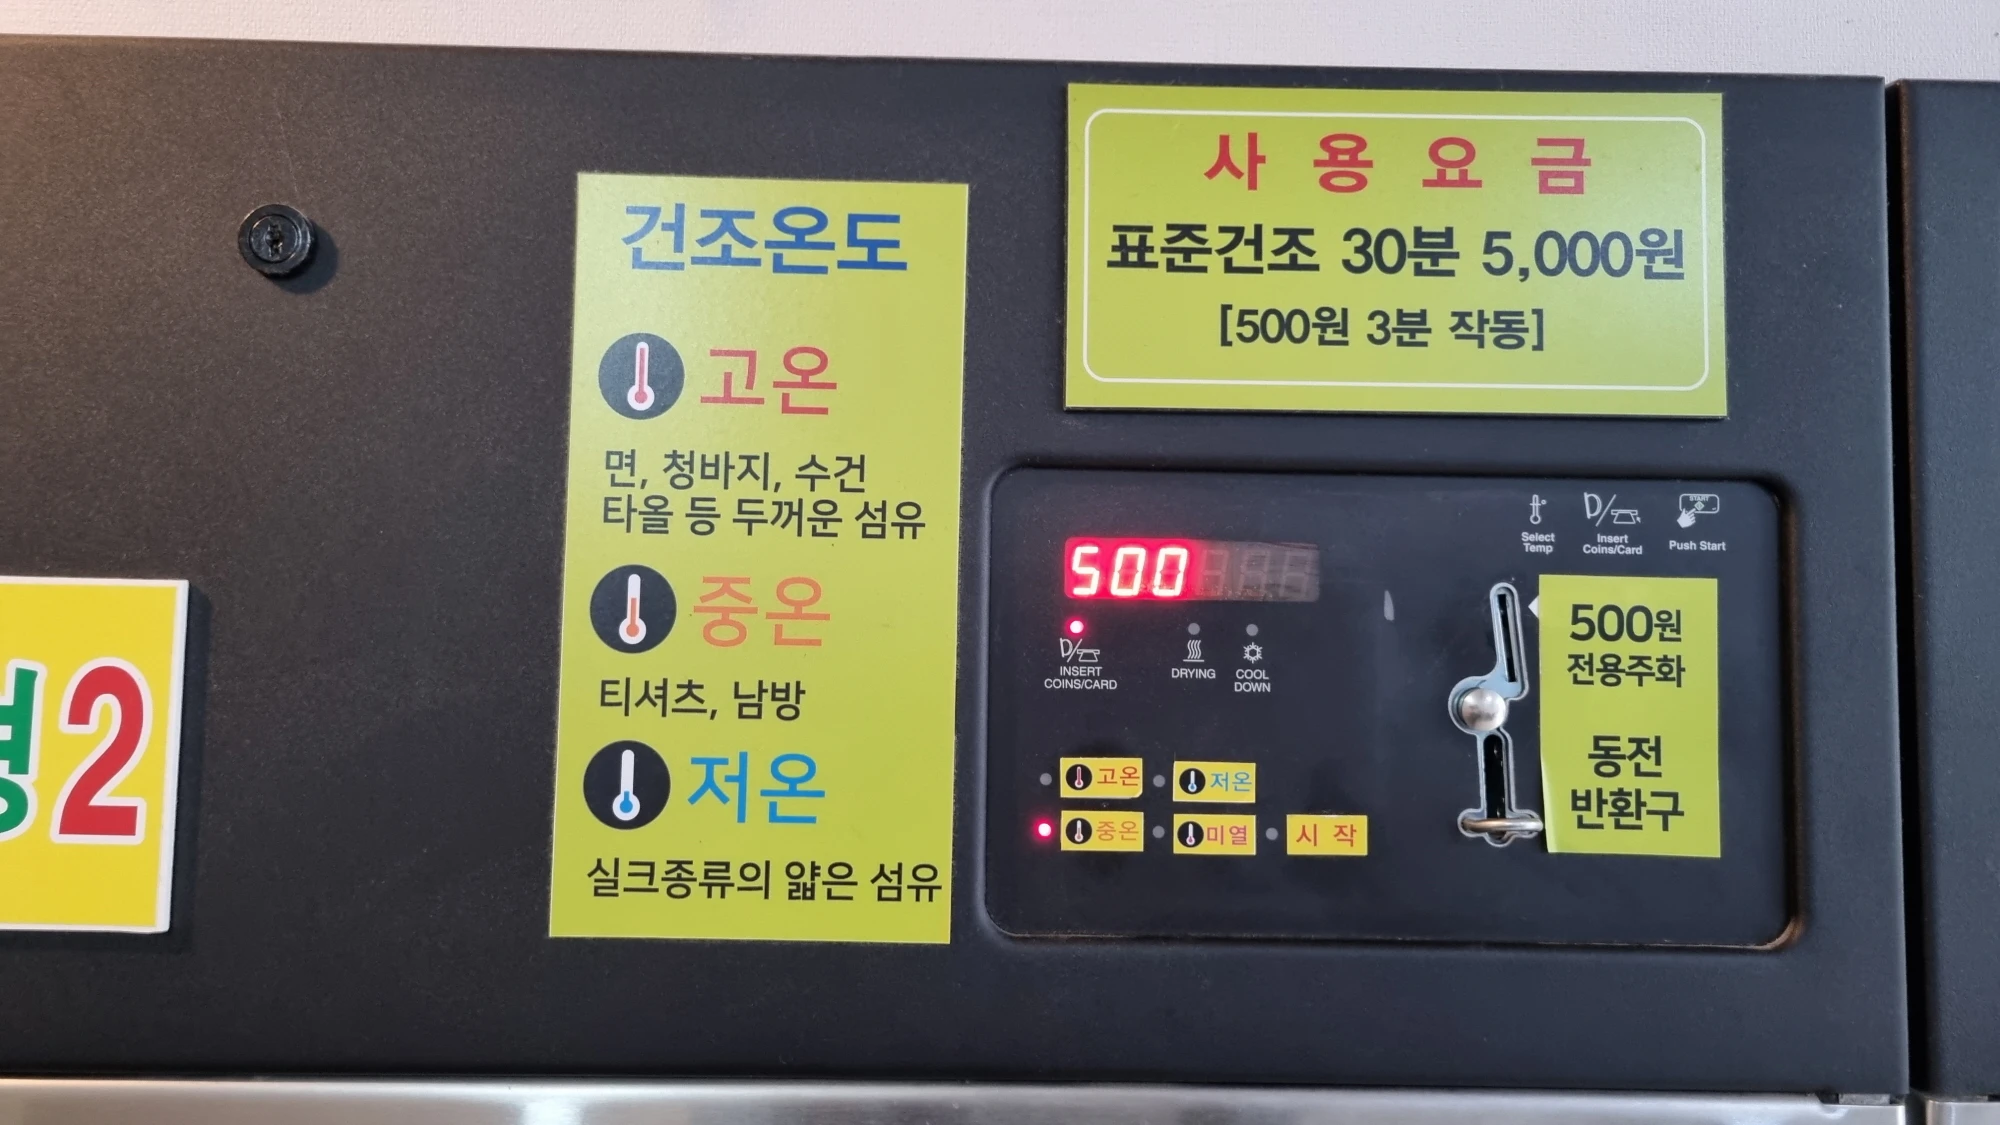 건조온도
고온
면, 청바지, 수건
타올 등 두꺼운 섬유
중온
티셔츠, 남방
저온
실크종류의 얇은 섬유
사용요금
표준건조 30분 5,000원
[500원 3분 작동]
500
INSERT
COINS/CARD
DRYING
COOL
DOWN
Select
Temp
Insert
Coins/Card
START
Push Start
500원
전용주화
동전
반환구
고온
저온
중온
미열
시작
2